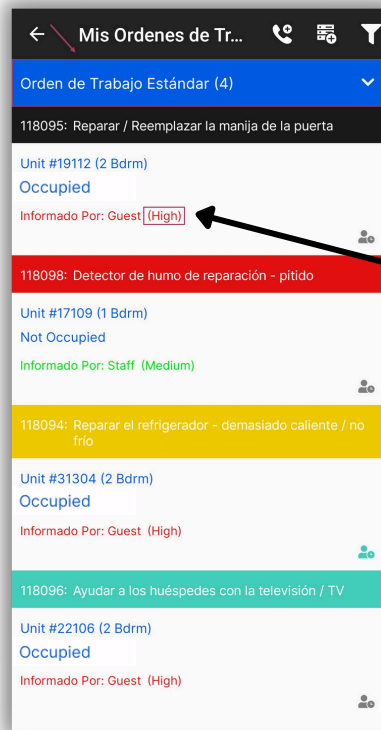 Mis Ordenes de Tr...
Orden de Trabajo Estándar (4)
118095: Reparar / Reemplazar la manija de la puerta
Unit #19112 (2 Bdrm)
Occupied
Informado Por: Guest (High)
118098: Detector de humo de reparación - pitido
Unit #17109 (1 Bdrm)
Not Occupied
Informado Por: Staff (Medium)
118094: Reparar el refrigerador - demasiado caliente / no
frío
Unit #31304 (2 Bdrm)
Occupied
Informado Por: Guest (High)
118096: Ayudar a los huéspedes con la televisión / TV
Unit #22106 (2 Bdrm)
Occupied
Informado Por: Guest (High)